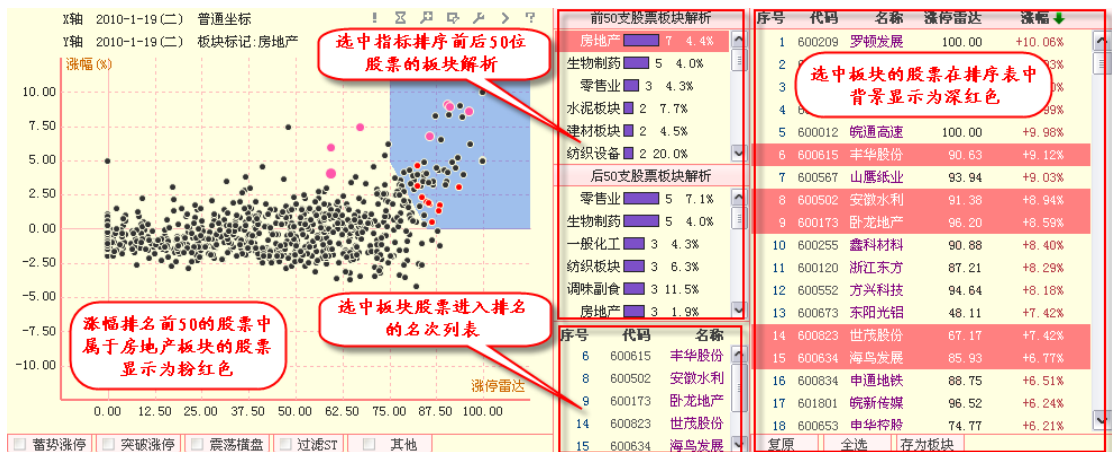 X轴 2010-1-19(二) 普通坐标
Y轴 2010-1-19(二) 板块标记:房地产
涨幅(%)
10.00
7.50
5.00
2.50
0.00
-2.50
-5.00
-7.50
-10.00
涨停雷达
0.00 12.50 25.00 37.50 50.00 62.50 75.00 87.50 100.00
选中指标排序前后50位
股票的板块解析
涨幅排名前50的股票中
属于房地产板块的股票
显示为粉红色
选中板块股票进入排名
的名次列表
蓄势涨停 突破涨停 震荡横盘 过滤ST 其他
前50支股票板块解析
房地产 7 4.4%
生物制药 5 4.0%
零售业 3 4.3%
水泥板块 2 7.7%
建材板块 2 4.5%
纺织设备 2 20.0%
后50支股票板块解析
零售业 5 7.1%
生物制药 5 4.0%
一般化工 3 4.3%
纺织板块 3 6.3%
调味副食 3 11.5%
房地产 3 1.9%
序号 代码 名称
6 600615 丰华股份
8 600502 安徽水利
9 600173 卧龙地产
14 600823 世茂股份
15 600634 海鸟发展
序号 代码 名称 涨停雷达 涨幅
1 600209 罗顿发展 100.00 +10.06%
2
3
4
选中板块的股票在排序表中
背景显示为深红色
5 600012 皖通高速 100.00 +9.98%
6 600615 丰华股份 90.63 +9.12%
7 600567 山鹰纸业 93.94 +9.03%
8 600502 安徽水利 91.38 +8.94%
9 600173 卧龙地产 96.20 +8.59%
10 600255 鑫科材料 90.88 +8.40%
11 600120 浙江东方 87.21 +8.29%
12 600552 方兴科技 94.64 +8.18%
13 600673 东阳光铝 48.11 +7.42%
14 600823 世茂股份 67.17 +7.42%
15 600634 海鸟发展 85.93 +6.77%
16 600834 申通地铁 88.75 +6.51%
17 601801 皖新传媒 96.52 +6.24%
18 600653 申华控股 74.77 +6.21%
复原 全选 存为板块